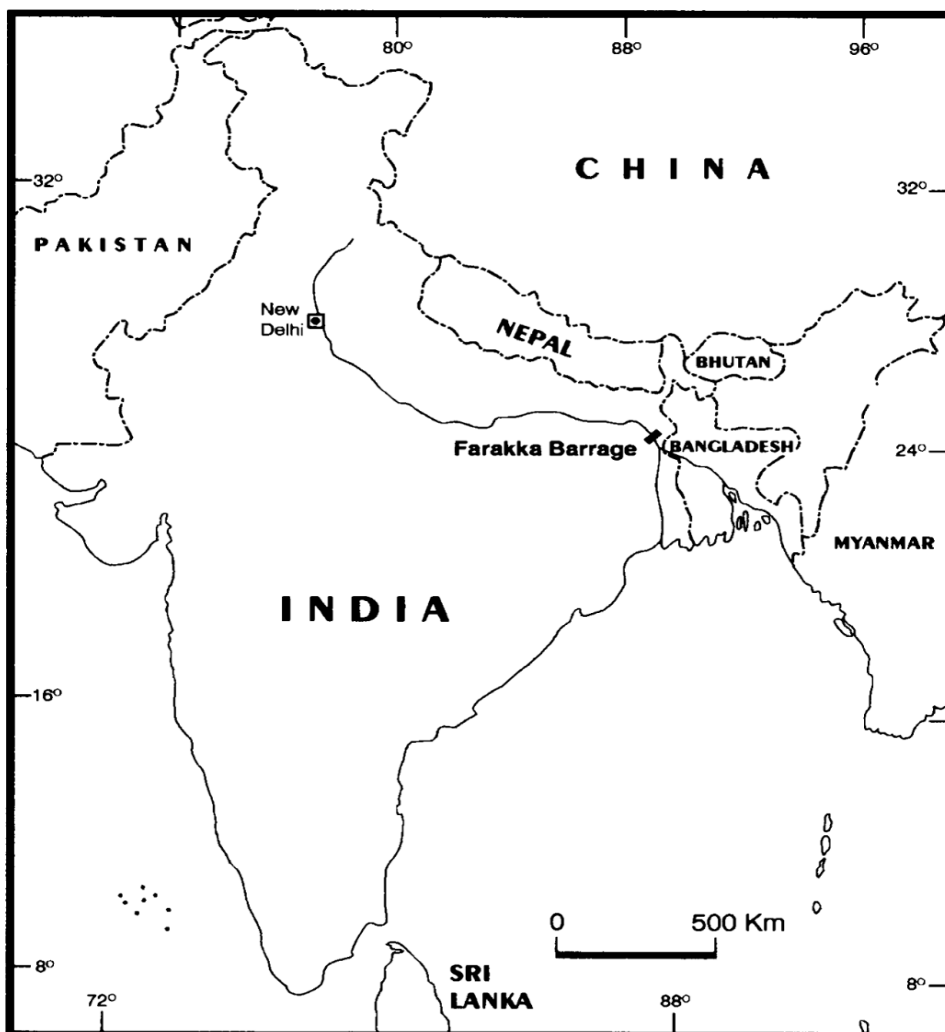 80° 88° 96°
CHINA
32° 32°
PAKISTAN
New
Delhi
NEPAL
BHUTAN
Farakka Barrage
BANGLADESH
24°
MYANMAR
INDIA
16°
0 500 Km
8°
SRI
LANKA
8°
72° 88°